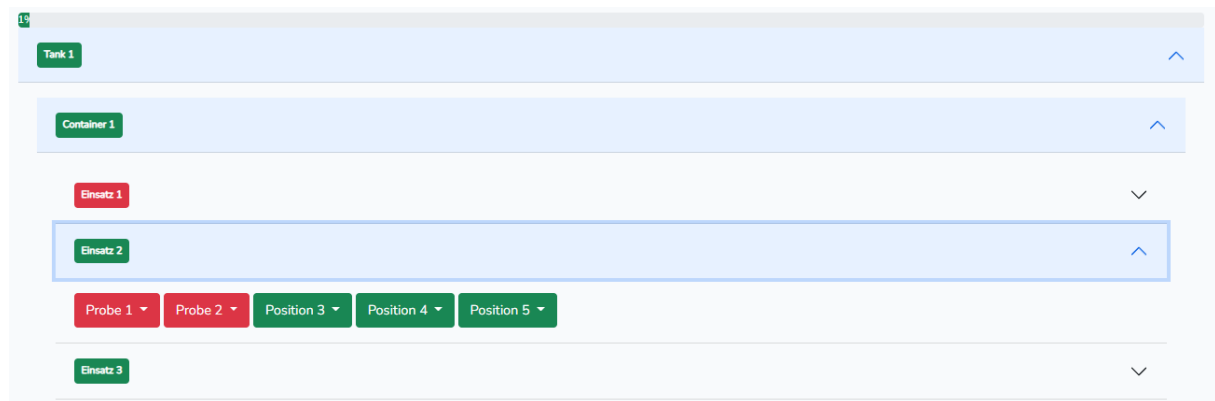 Tank 1
Container 1
Einsatz 1
Einsatz 2
Probe 1 Probe 2 Position 3 Position 4 Position 5
Einsatz 3